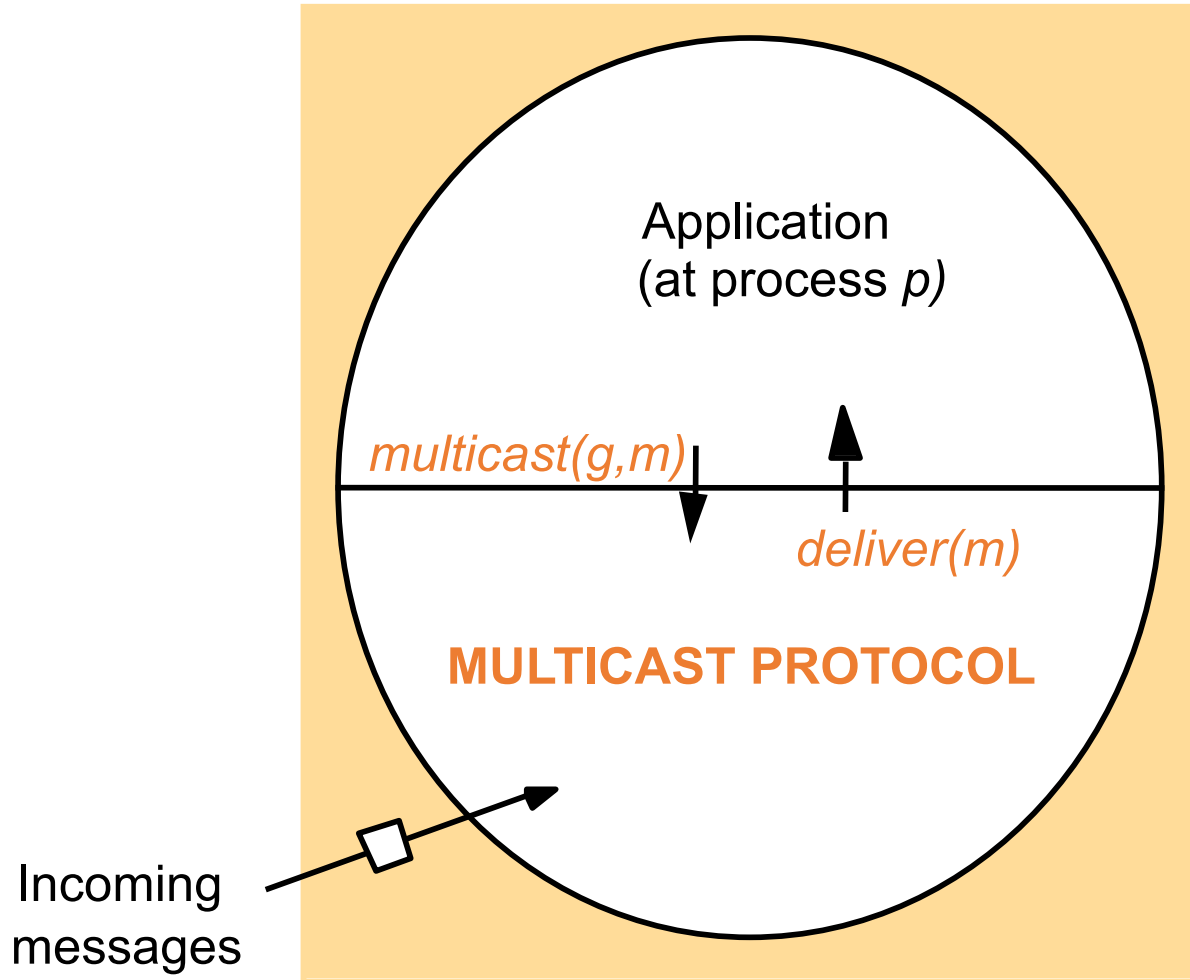 Application
(at process p)
multicast(g,m)
deliver(m)
MULTICAST PROTOCOL
Incoming
messages